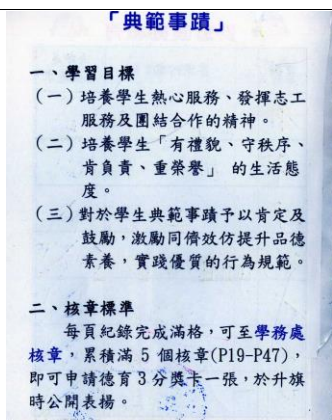 「典範事蹟」
一、學習目標
（一）培養學生熱心服務、發揮志工
服務及團結合作的精神。
（二）培養學生「有禮貌、守秩序、
肯負責、重榮譽」 的生活態
度。
（三）對於學生典範事蹟予以肯定及
鼓勵，激勵同儕效仿提升品德
素養，實踐優質的行為規範。
二、核章標準
每頁紀錄完成滿格，可至學務處
核章，累積滿 5 個核章(P19-P47)，
即可申請德育 3 分獎卡一張，於升旗
時公開表揚。